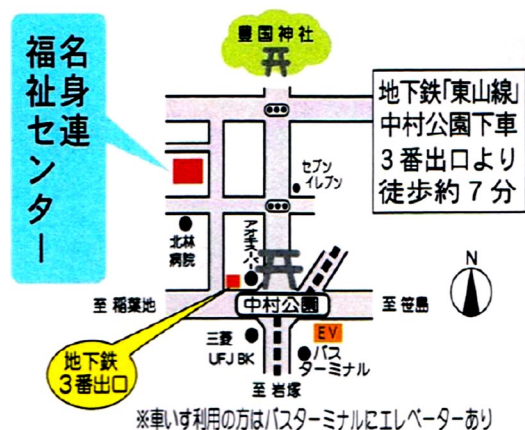 豊国神社
名身連
福祉センター
地下鉄「東山線」
中村公園下車
3番出口より
徒歩約7分
セブン
イレブン
北林
病院
アオキスーパー
N
至 稲葉地
中村公園
至 笹島
三菱
UFJ BK
EV
バス
ターミナル
地下鉄
3番出口
至 岩塚
※車いす利用の方はバスターミナルにエレベーターあり